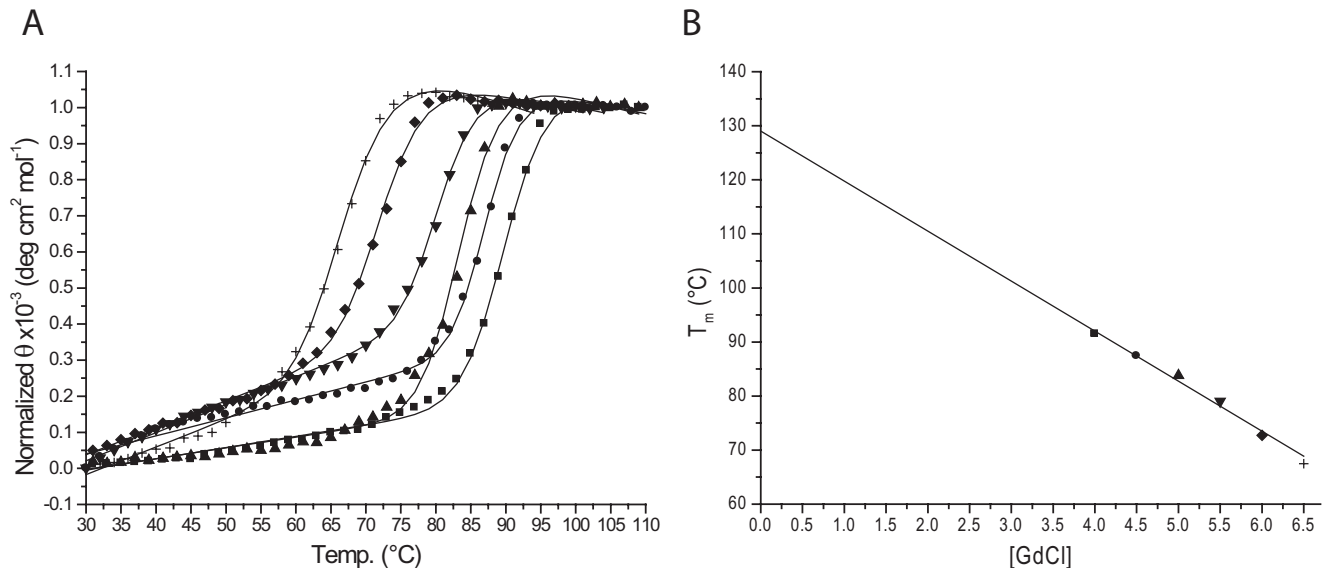 A
1.1
1.0
0.9
0.8
0.7
0.6
0.5
0.4
0.3
0.2
0.1
0.0
-0.1
Normalized θ x10⁻³ (deg cm² mol⁻¹)
30 35 40 45 50 55 60 65 70 75 80 85 90 95 100 105 110
Temp. (°C)
B
140
130
120
110
100
90
80
70
60
Tₘ (°C)
0.0 0.5 1.0 1.5 2.0 2.5 3.0 3.5 4.0 4.5 5.0 5.5 6.0 6.5
[GdCl]